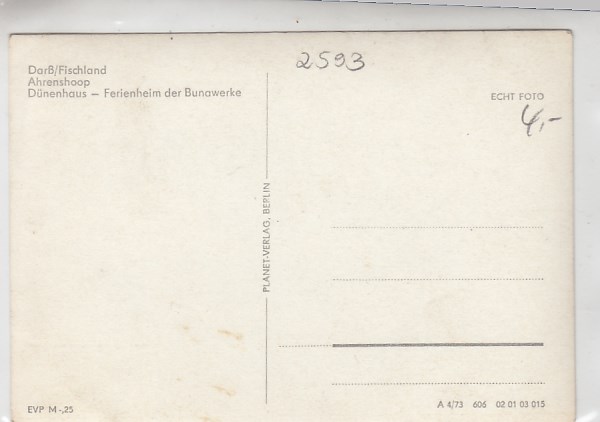 2593
Darß/Fischland
Ahrenshoop
Dünenhaus – Ferienheim der Bunawerke
ECHT FOTO
4,-
PLANET-VERLAG, BERLIN
EVP M -,25
A 4/73 606 02 01 03 015